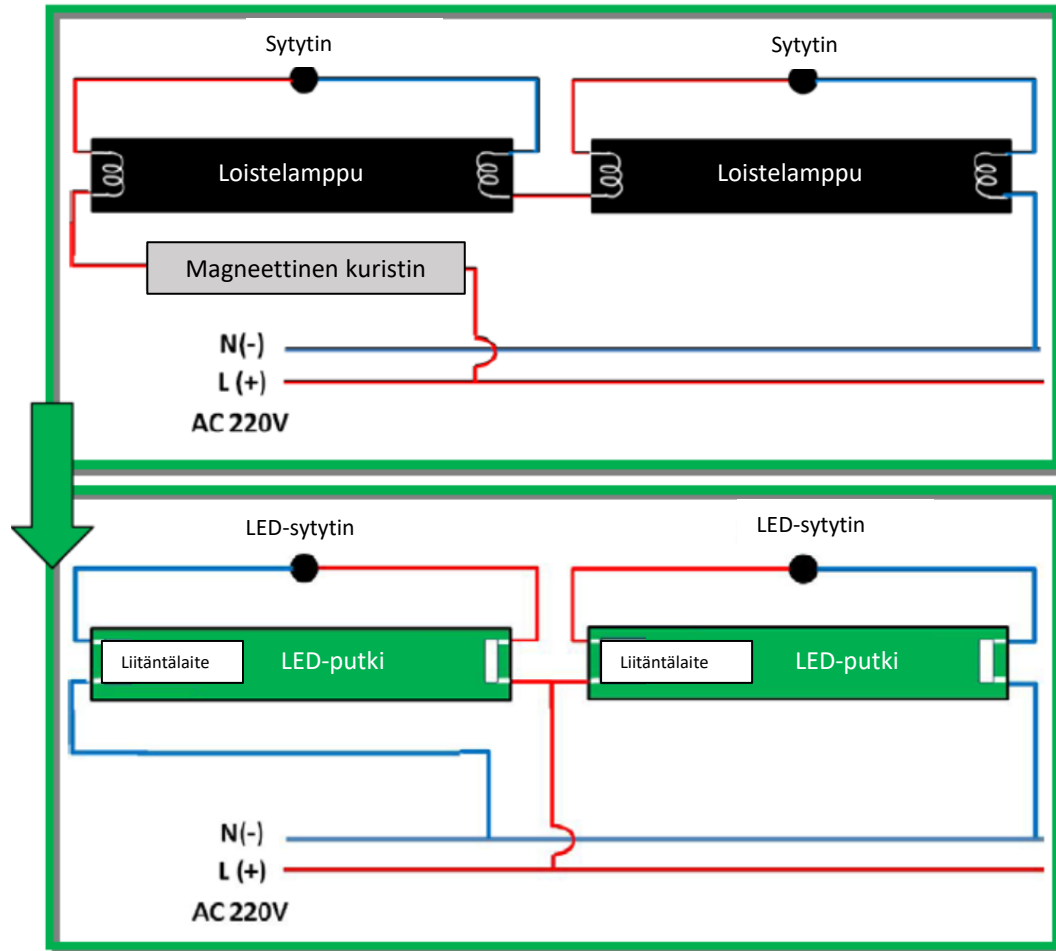 Sytytin
Sytytin
Loistelamppu
Loistelamppu
Magneettinen kuristin
N(-)
L (+)
AC 220V
LED-sytytin
LED-sytytin
Liitäntälaite
LED-putki
Liitäntälaite
LED-putki
N(-)
L (+)
AC 220V